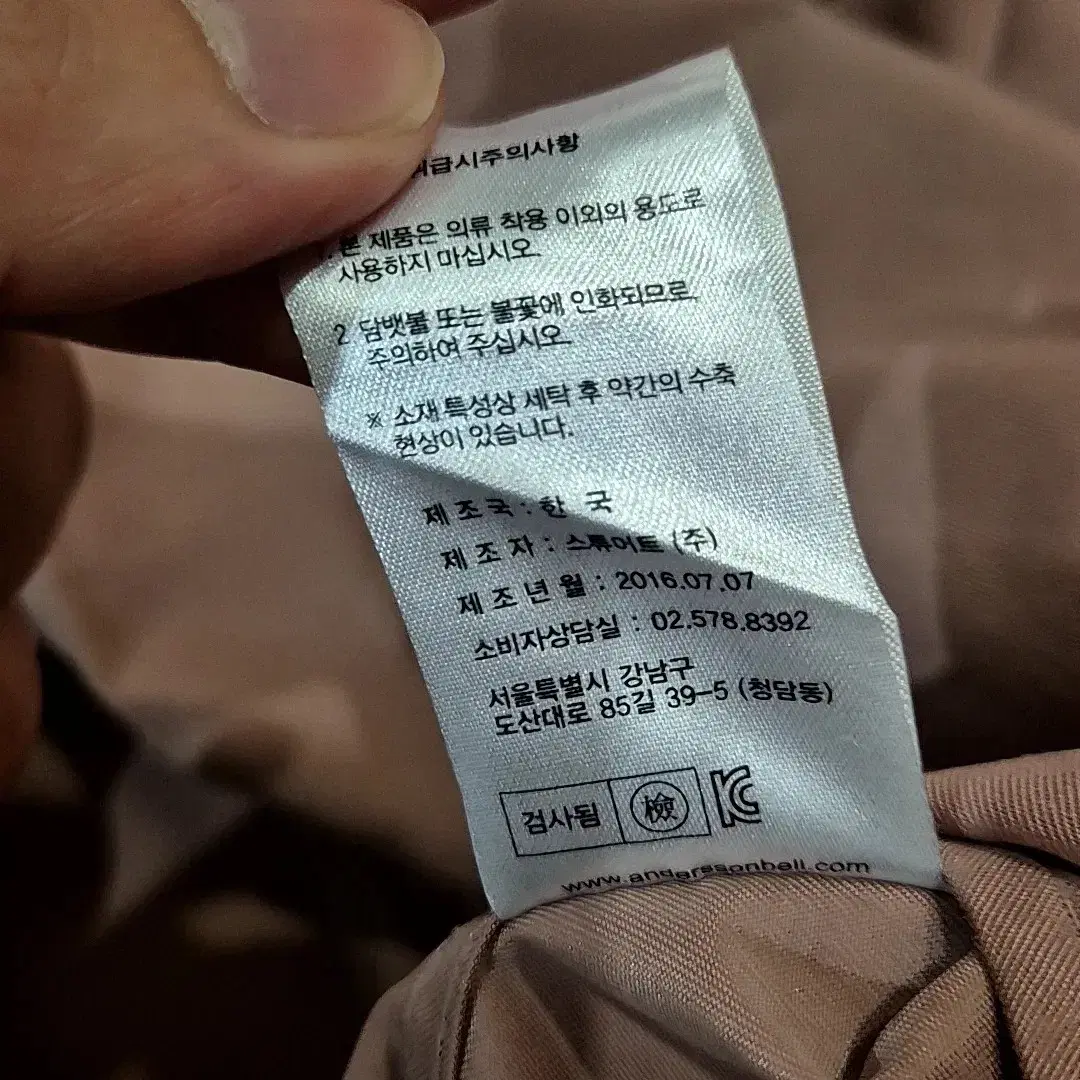 급시주의사항
1. 본 제품은 의류 착용 이외의 용도로
사용하지 마십시오.
2 담뱃불 또는 불꽃에 인화되므로
주의하여 주십시오.
※ 소재 특성상 세탁 후 약간의 수축
현상이 있습니다.
제 조 국 : 한 국
제 조 자 : 스튜어트 (주)
제 조 년 월 : 2016.07.07
소비자상담실 : 02.578.8392
서울특별시 강남구
도산대로 85길 39-5 (청담동)
검사됨 檢
www.anderssonbell.com